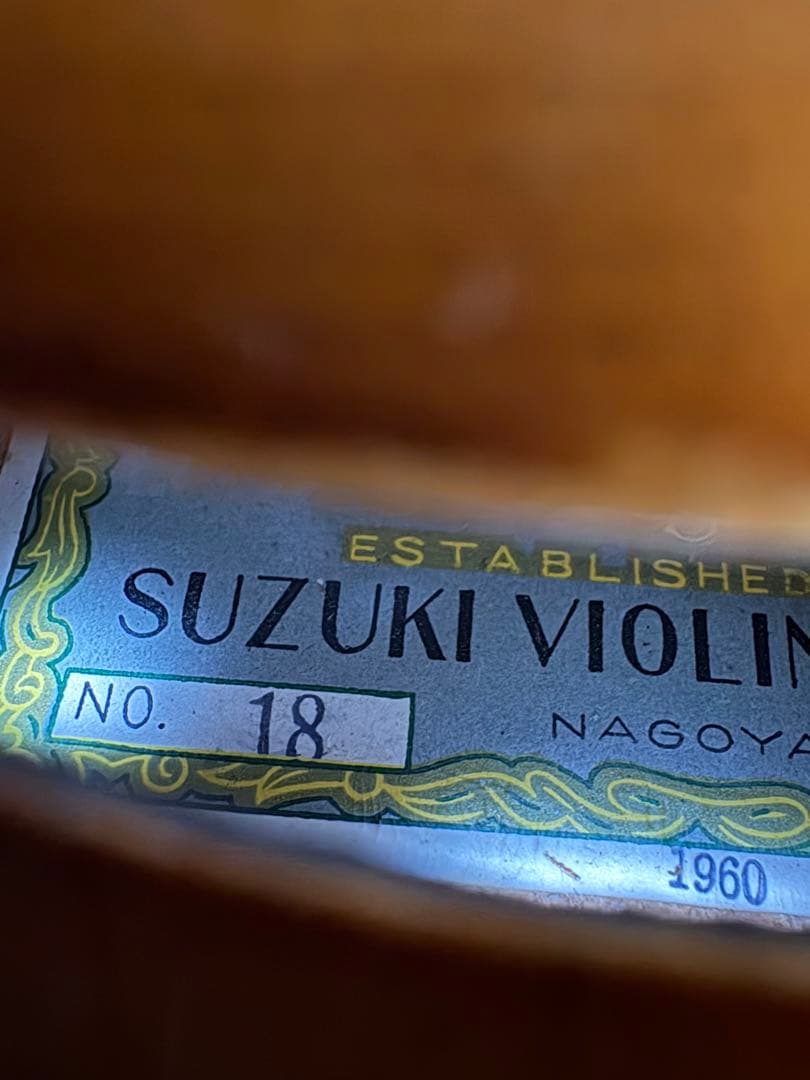 ESTABLISHED
SUZUKI VIOLIN
NO. 18
NAGOYA
1960